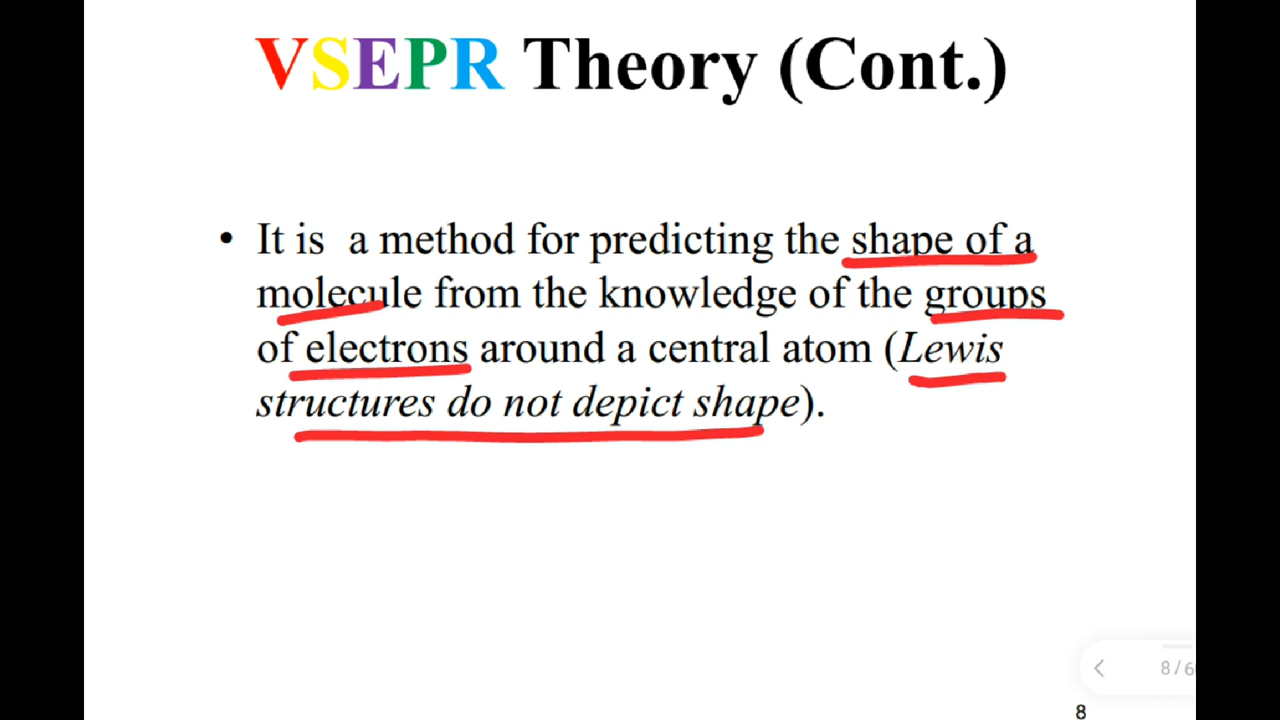 VSEPR Theory (Cont.)
• It is a method for predicting the shape of a
molecule from the knowledge of the groups
of electrons around a central atom (Lewis
structures do not depict shape).
8 / 6
8